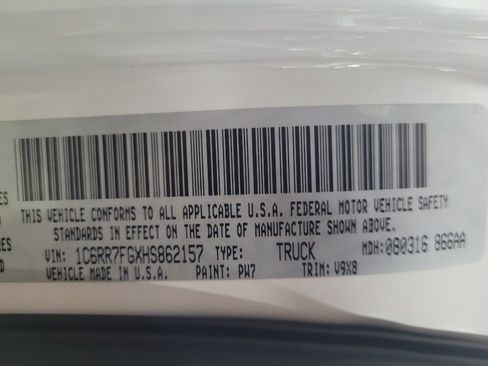 THIS VEHICLE CONFORMS TO ALL APPLICABLE U.S.A. FEDERAL MOTOR VEHICLE SAFETY
STANDARDS IN EFFECT ON THE DATE OF MANUFACTURE SHOWN ABOVE.
VIN: 1C6RR7FGXHS862157 TYPE: TRUCK MDH: 080316 866AA
VEHICLE MADE IN U.S.A. PAINT: PW7 TRIM: V9X8